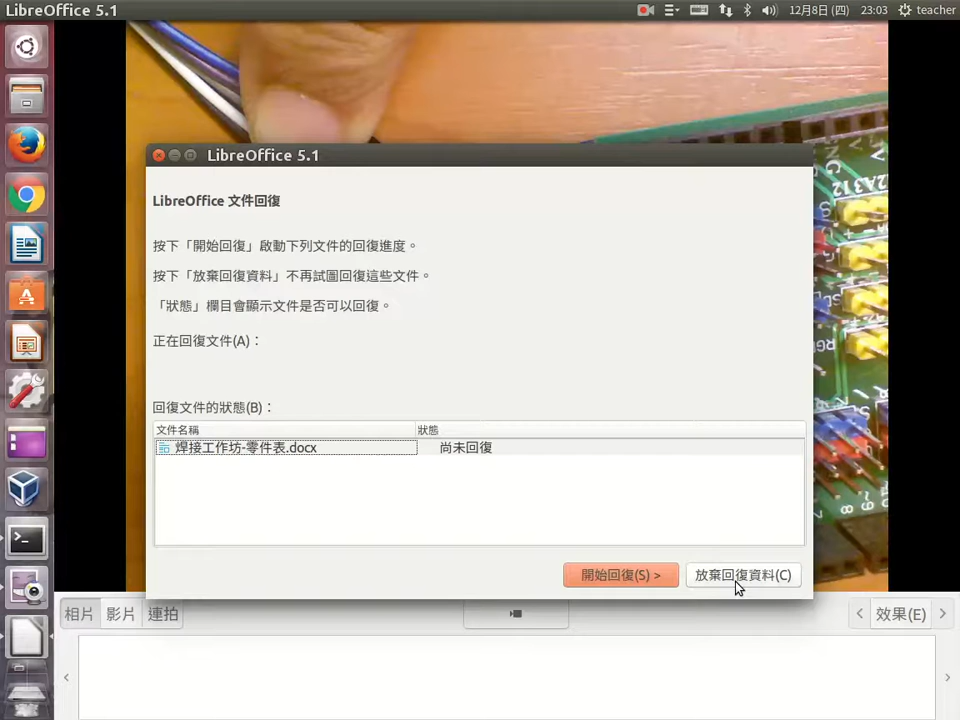 LibreOffice 5.1
12月8日 (四) 23:03 teacher
LibreOffice 5.1
LibreOffice 文件回復
按下「開始回復」啟動下列文件的回復進度。
按下「放棄回復資料」不再試圖回復這些文件。
「狀態」欄目會顯示文件是否可以回復。
正在回復文件(A)：
回復文件的狀態(B)：
文件名稱 狀態
焊接工作坊-零件表.docx 尚未回復
開始回復(S) > 放棄回復資料(C)
相片 影片 連拍 效果(E)
NC
V
2A3
12
RGB